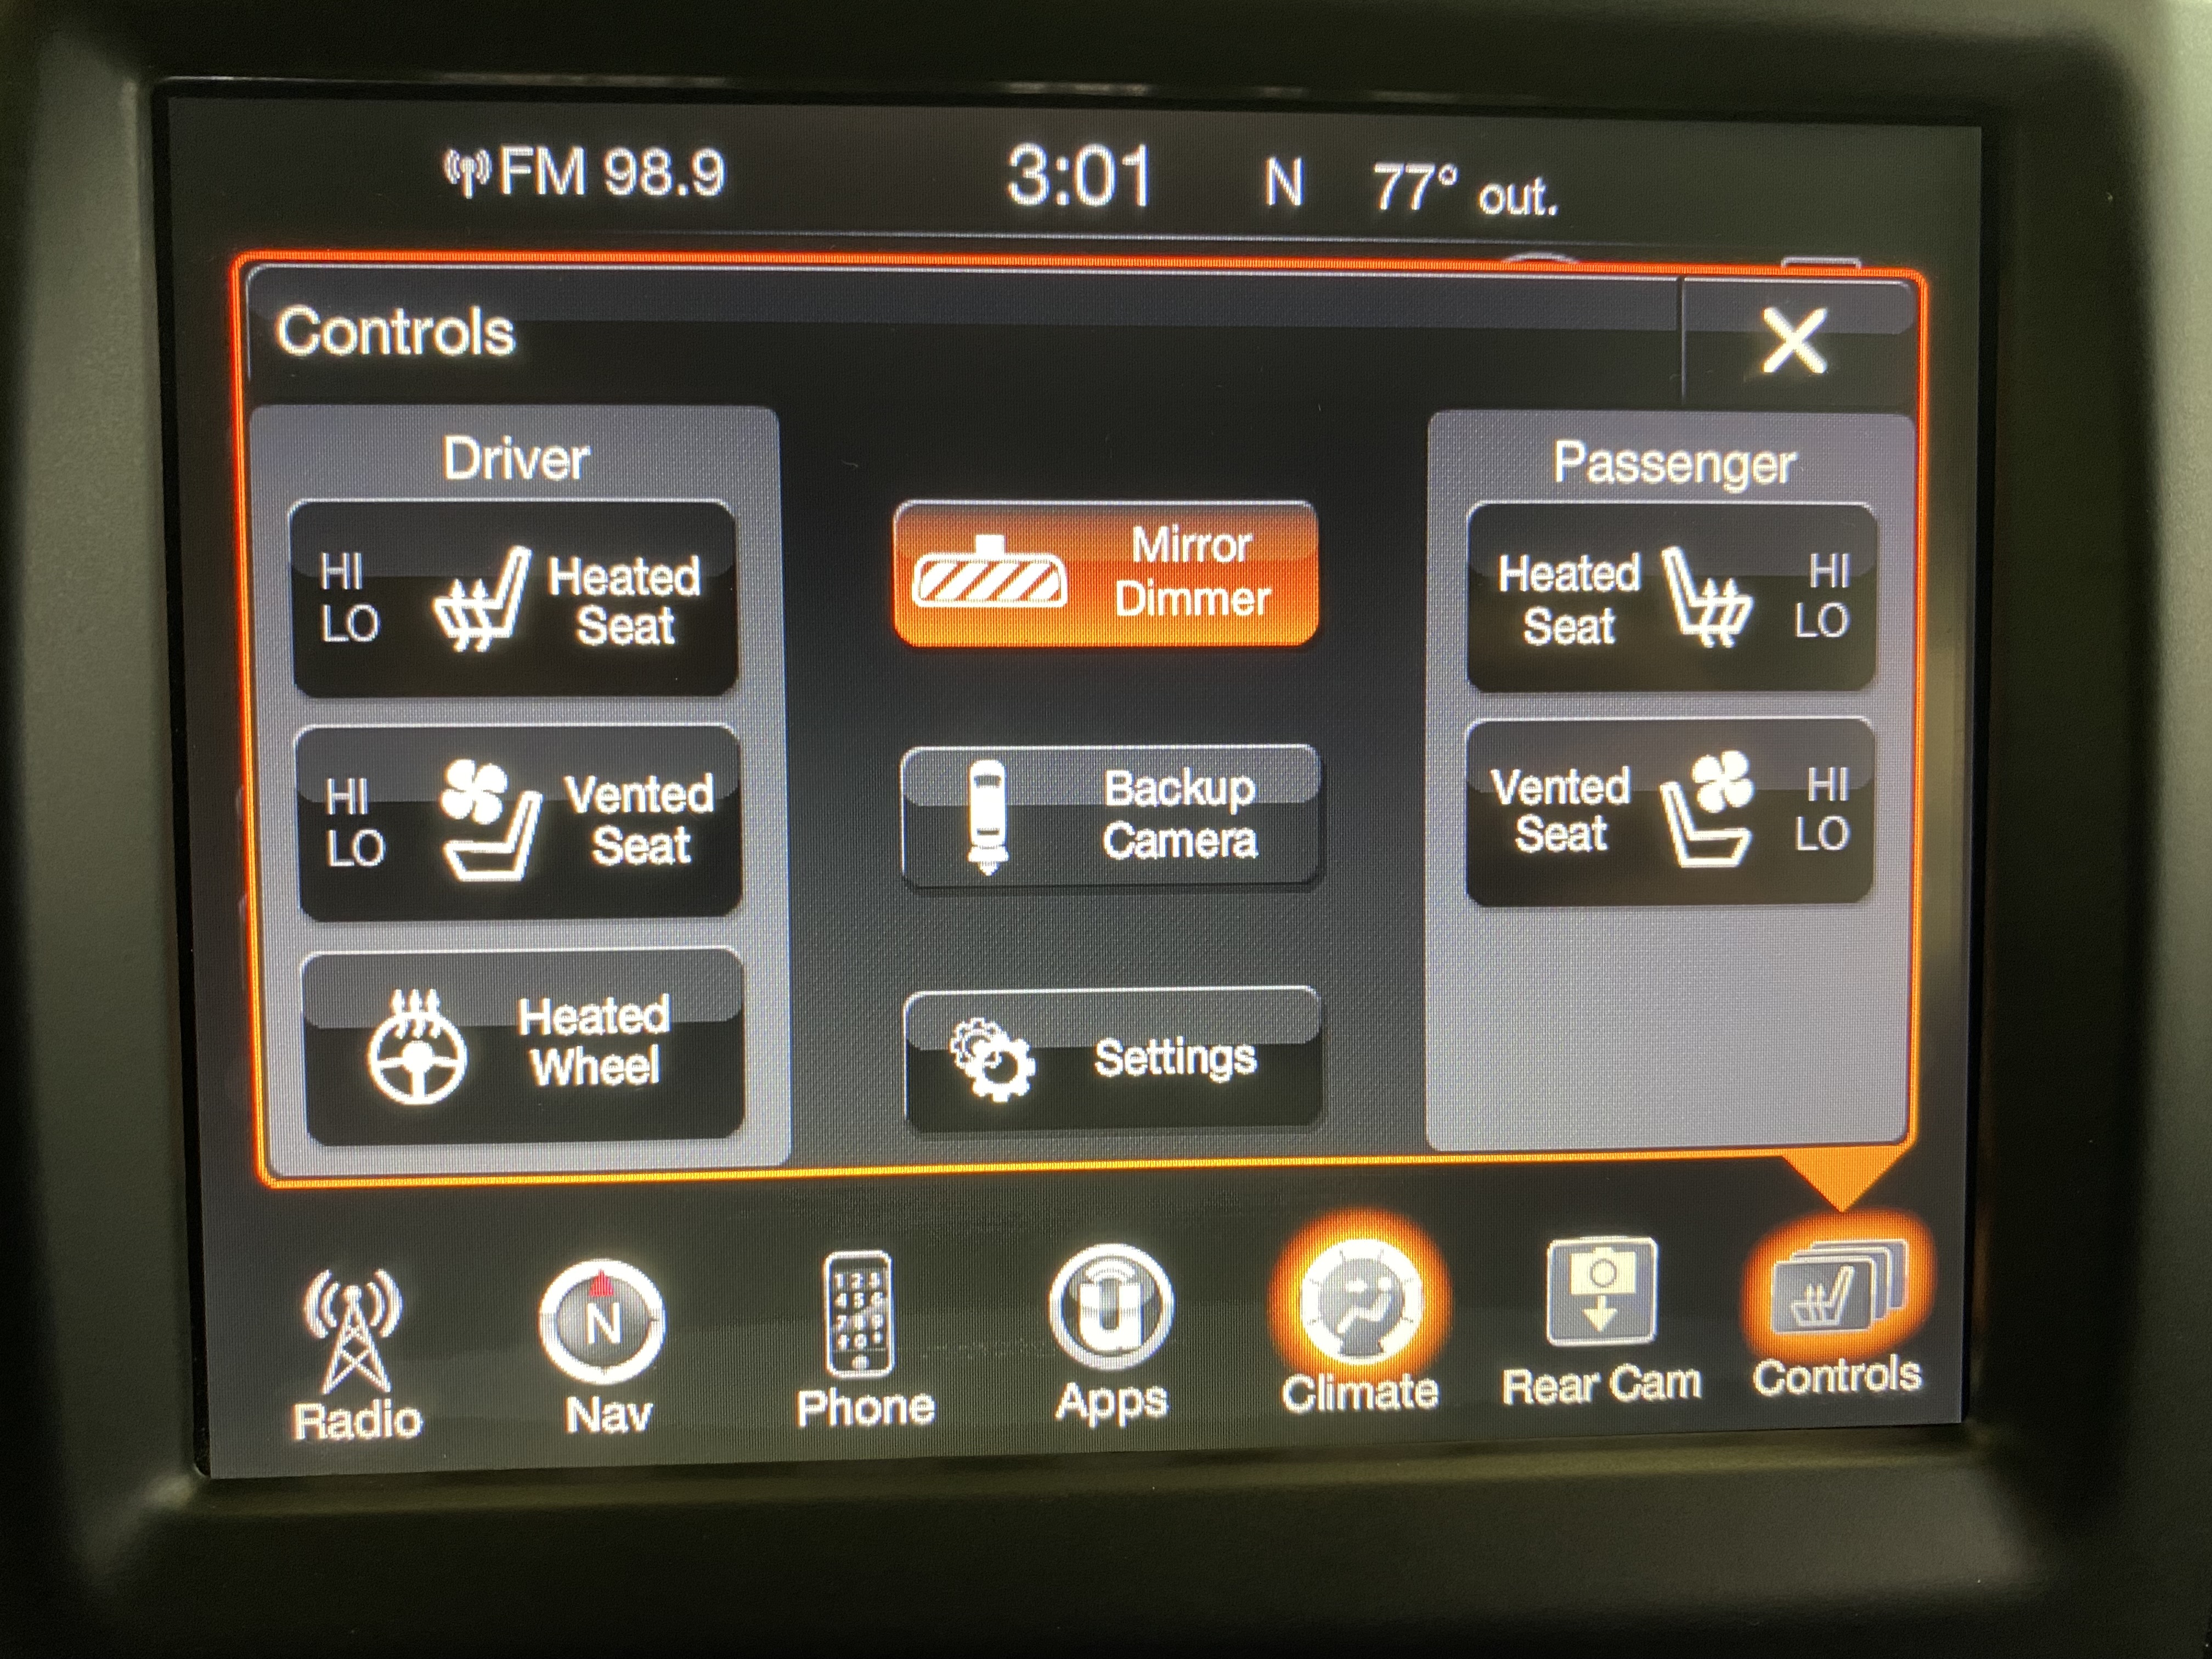 FM 98.9 3:01 N 77° out.
Controls
Driver
HI
LO
Heated
Seat
HI
LO
Vented
Seat
Heated
Wheel
Mirror
Dimmer
Backup
Camera
Settings
Passenger
Heated
Seat
HI
LO
Vented
Seat
HI
LO
N
Radio Nav Phone Apps Climate Rear Cam Controls